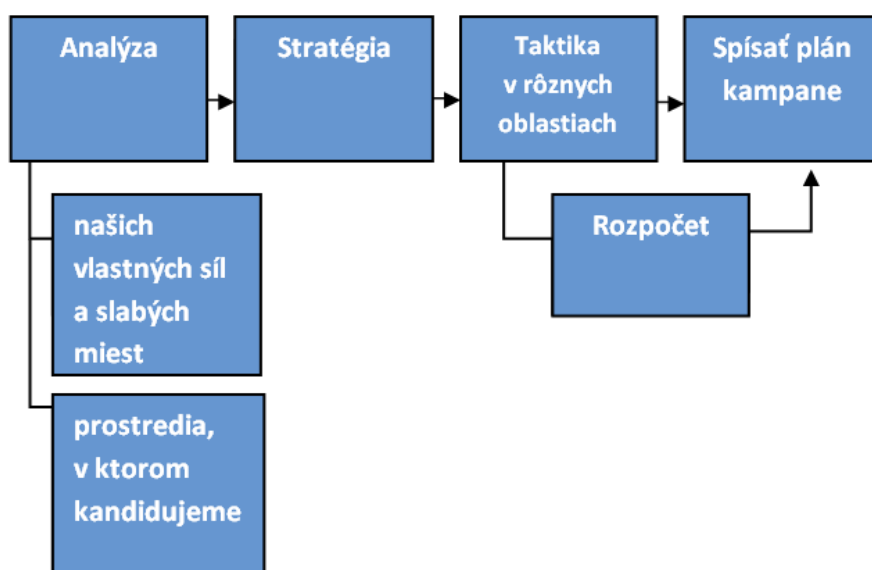 Analýza
Stratégia
Taktika
v rôznych
oblastiach
Spísať plán
kampane
našich
vlastných síl
a slabých
miest
Rozpočet
prostredia,
v ktorom
kandidujeme